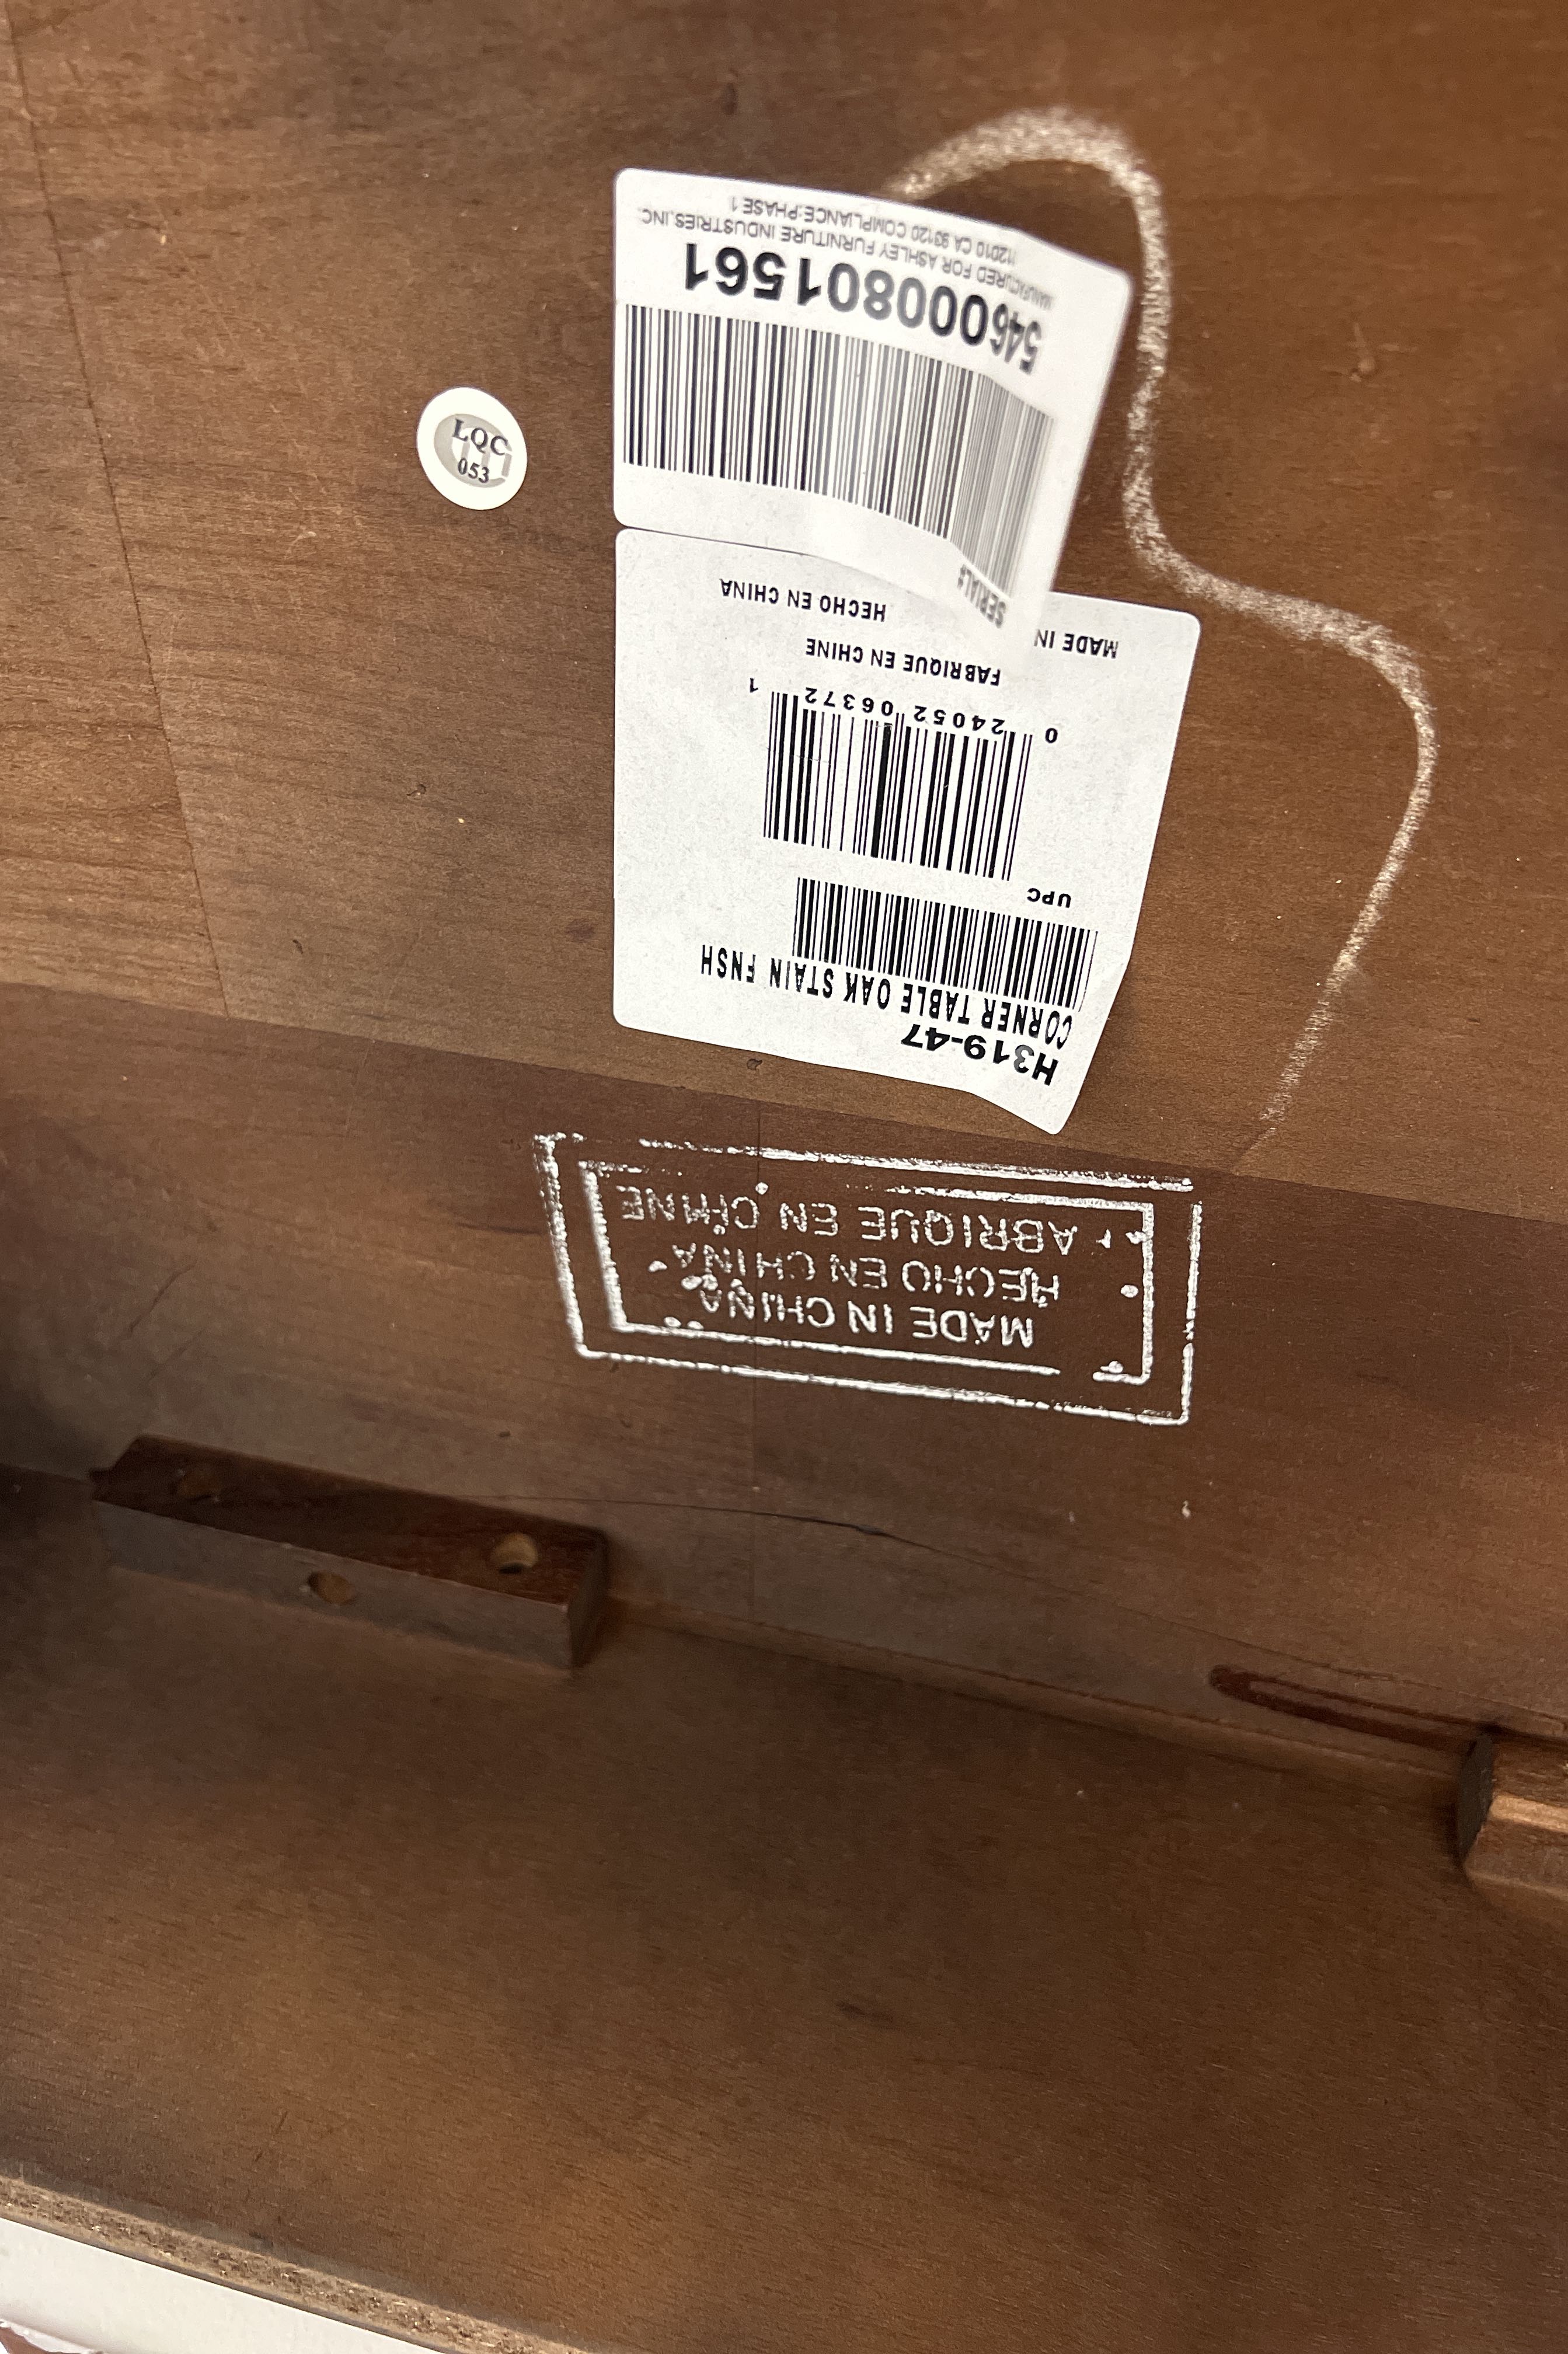 H319-47
CORNER TABLE OAK STAIN FNSH
UPC
0 24052 06372 1
FABRIQUE EN CHINE
MADE IN
HECHO EN CHINA
SERIAL#
546000801561
MANUFACTURED FOR ASHLEY FURNITURE INDUSTRIES,INC.
112010 CA 93120 COMPLIANCE:PHASE 1
LQC
053
MADE IN CHINA
HECHO EN CHINA
FABRIQUE EN CHINE